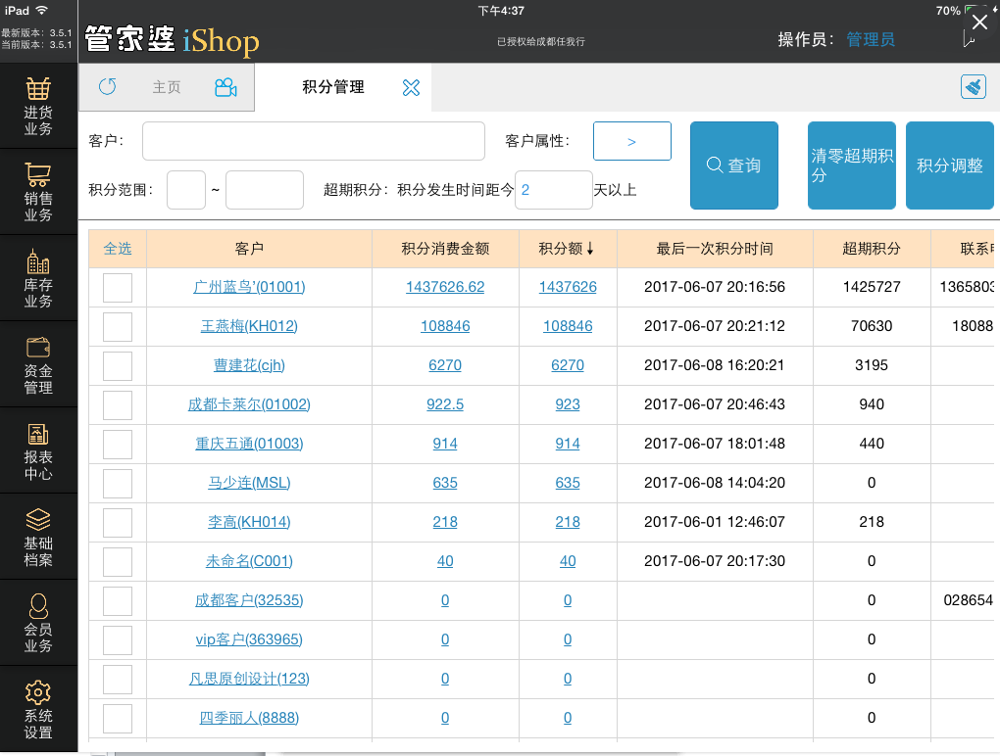 iPad 下午4:37 70%
最新版本：3.5.1
当前版本：3.5.1
管家婆 iShop
已授权给成都任我行
操作员：管理员
主页 积分管理
进货
业务
销售
业务
库存
业务
资金
管理
报表
中心
基础
档案
会员
业务
系统
设置
客户： 客户属性： >
积分范围： ~ 超期积分：积分发生时间距今 2 天以上
查询
清零超期积
分
积分调整
全选 客户 积分消费金额 积分额↓ 最后一次积分时间 超期积分 联系
广州蓝鸟'(01001) 1437626.62 1437626 2017-06-07 20:16:56 1425727 1365803
王燕梅(KH012) 108846 108846 2017-06-07 20:21:12 70630 18088
曹建花(cjh) 6270 6270 2017-06-08 16:20:21 3195
成都卡莱尔(01002) 922.5 923 2017-06-07 20:46:43 940
重庆五通(01003) 914 914 2017-06-07 18:01:48 440
马少连(MSL) 635 635 2017-06-08 14:04:20 0
李高(KH014) 218 218 2017-06-01 12:46:07 218
未命名(C001) 40 40 2017-06-07 20:17:30 0
成都客户(32535) 0 0 0 028654
vip客户(363965) 0 0 0
凡思原创设计(123) 0 0 0
四季丽人(8888) 0 0 0